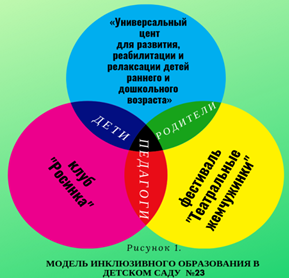 «Универсальный
цент
для развития,
реабилитации и
релаксации детей
раннего и
дошкольного
возраста»
ДЕТИ
РОДИТЕЛИ
ПЕДАГОГИ
клуб
"Росинка"
фестиваль
"Театральные
жемчужинки"
Рисунок 1.
МОДЕЛЬ ИНКЛЮЗИВНОГО ОБРАЗОВАНИЯ В
ДЕТСКОМ САДУ №23